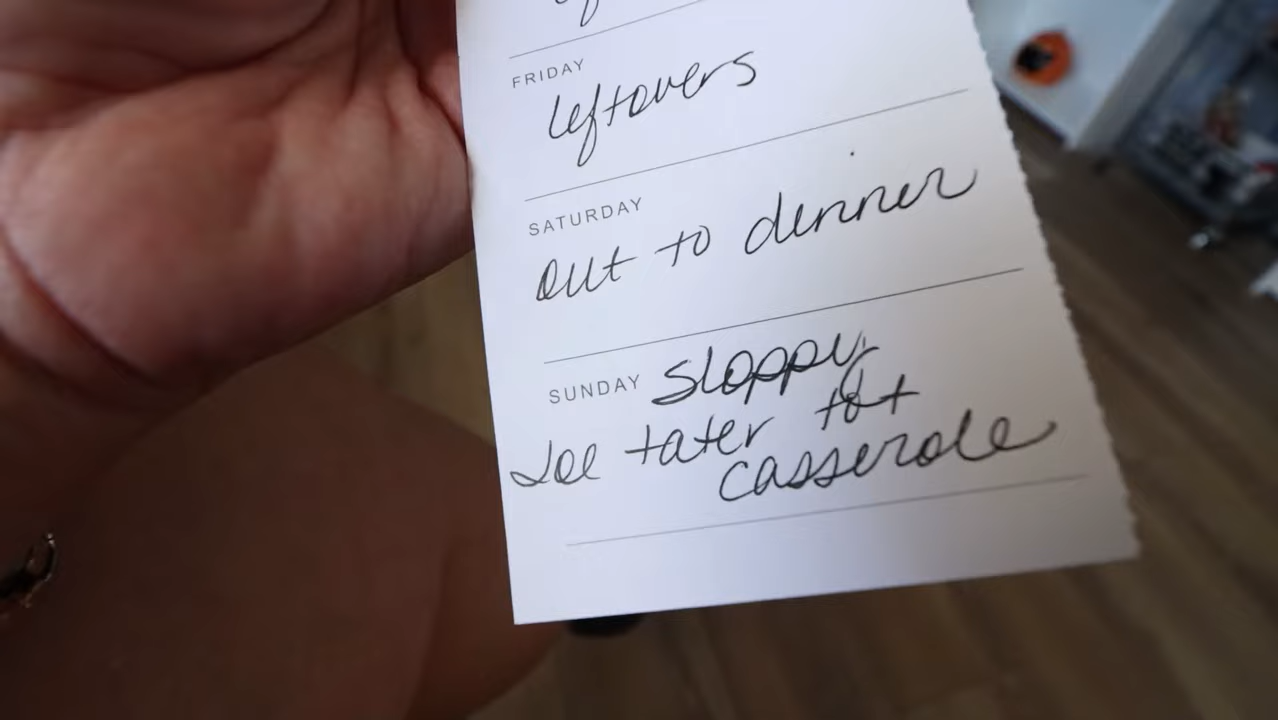 FRIDAY
leftovers
SATURDAY
out to dinner
SUNDAY sloppy
Joe tater tot
casserole